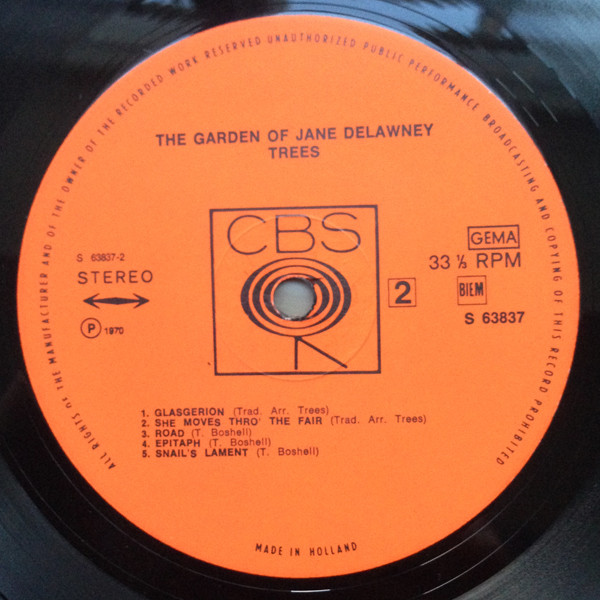 ALL RIGHTS OF THE MANUFACTURER AND OF THE OWNER OF THE RECORDED WORK RESERVED UNAUTHORIZED PUBLIC PERFORMANCE BROADCASTING AND COPYING OF THIS RECORD PROHIBITED
THE GARDEN OF JANE DELAWNEY
TREES
CBS
S 63837-2
STEREO
Ⓟ 1970
GEMA
33 ⅓ RPM
2
BIEM
S 63837
1. GLASGERION (Trad. Arr. Trees)
2. SHE MOVES THRO' THE FAIR (Trad. Arr. Trees)
3. ROAD (T. Boshell)
4. EPITAPH (T. Boshell)
5. SNAIL'S LAMENT (T. Boshell)
MADE IN HOLLAND